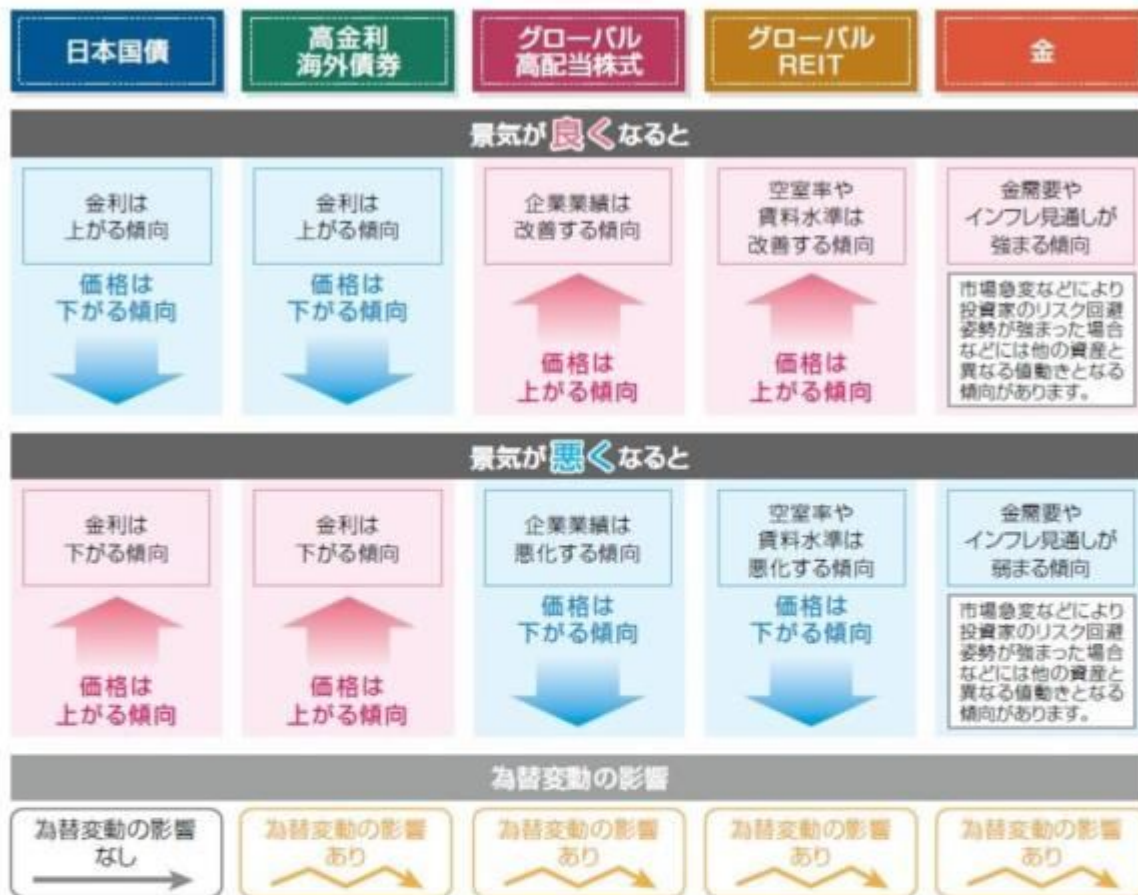 日本国債
高金利
海外債券
グローバル
高配当株式
グローバル
REIT
金
景気が良くなると
金利は
上がる傾向
価格は
下がる傾向
金利は
上がる傾向
価格は
下がる傾向
企業業績は
改善する傾向
価格は
上がる傾向
空室率や
賃料水準は
改善する傾向
価格は
上がる傾向
金需要や
インフレ見通しが
強まる傾向
市場急変などにより
投資家のリスク回避
姿勢が強まった場合
などには他の資産と
異なる値動きとなる
傾向があります。
景気が悪くなると
金利は
下がる傾向
価格は
上がる傾向
金利は
下がる傾向
価格は
上がる傾向
企業業績は
悪化する傾向
価格は
下がる傾向
空室率や
賃料水準は
悪化する傾向
価格は
下がる傾向
金需要や
インフレ見通しが
弱まる傾向
市場急変などにより
投資家のリスク回避
姿勢が強まった場合
などには他の資産と
異なる値動きとなる
傾向があります。
為替変動の影響
為替変動の影響
なし
為替変動の影響
あり
為替変動の影響
あり
為替変動の影響
あり
為替変動の影響
あり